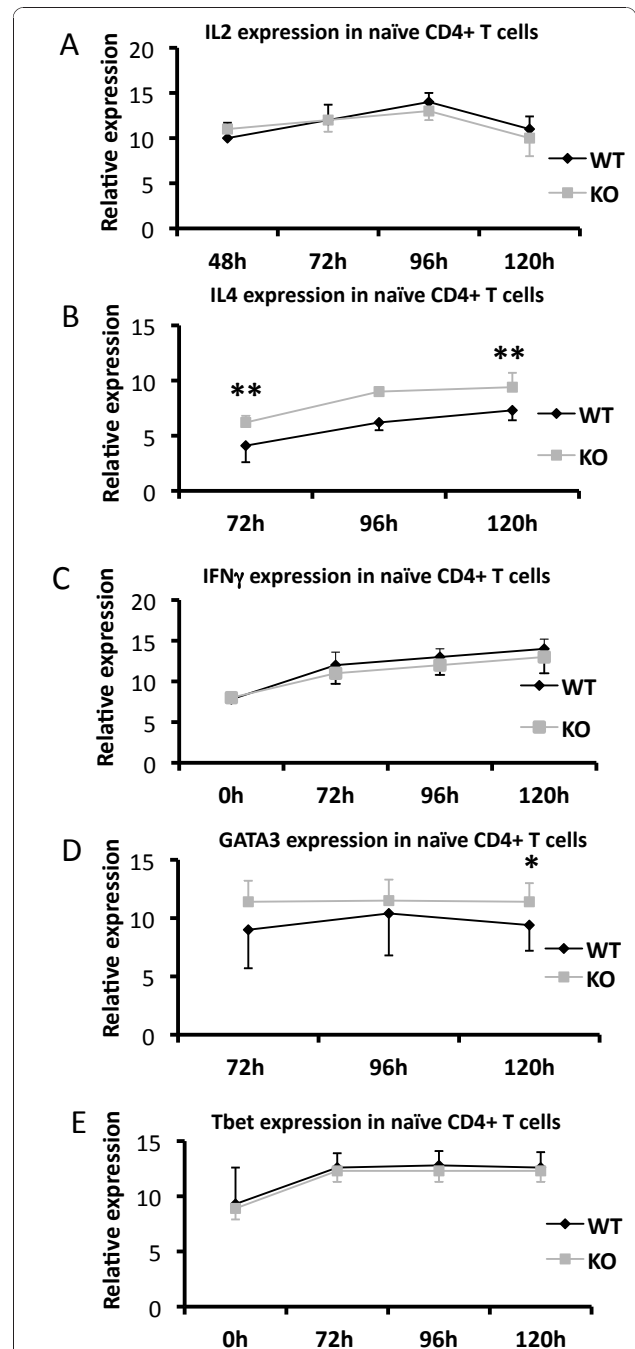 A
IL2 expression in naïve CD4+ T cells
Relative expression
20
15
10
5
0
48h 72h 96h 120h
WT
KO
B
IL4 expression in naïve CD4+ T cells
Relative expression
15
10
5
0
** **
72h 96h 120h
WT
KO
C
IFNγ expression in naïve CD4+ T cells
Relative expression
20
15
10
5
0
0h 72h 96h 120h
WT
KO
D
GATA3 expression in naïve CD4+ T cells
Relative expression
15
10
5
0
*
72h 96h 120h
WT
KO
E
Tbet expression in naïve CD4+ T cells
Relative expression
15
10
5
0
0h 72h 96h 120h
WT
KO